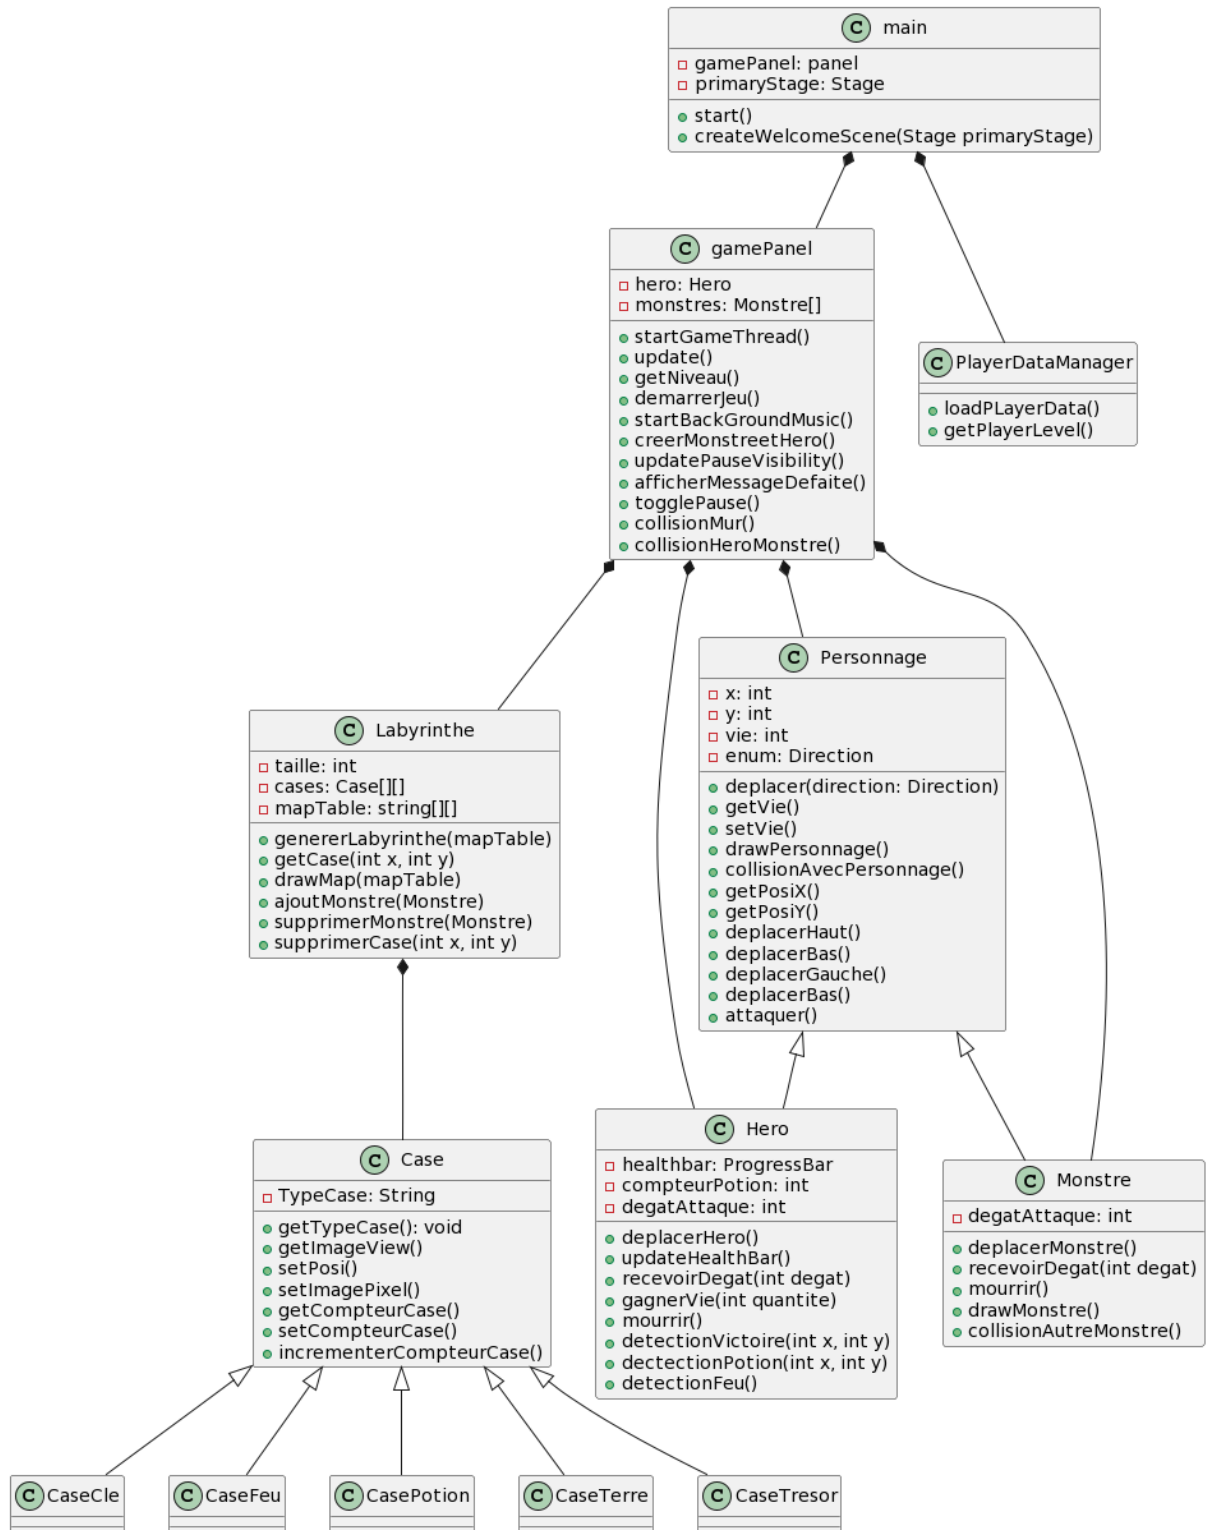 C main
gamePanel: panel
primaryStage: Stage
start()
createWelcomeScene(Stage primaryStage)
C gamePanel
hero: Hero
monstres: Monstre[]
startGameThread()
update()
getNiveau()
demarrerJeu()
startBackGroundMusic()
creerMonstreetHero()
updatePauseVisibility()
afficherMessageDefaite()
togglePause()
collisionMur()
collisionHeroMonstre()
C PlayerDataManager
loadPLayerData()
getPlayerLevel()
C Personnage
x: int
y: int
vie: int
enum: Direction
deplacer(direction: Direction)
getVie()
setVie()
drawPersonnage()
collisionAvecPersonnage()
getPosiX()
getPosiY()
deplacerHaut()
deplacerBas()
deplacerGauche()
deplacerBas()
attaquer()
C Labyrinthe
taille: int
cases: Case[][]
mapTable: string[][]
genererLabyrinthe(mapTable)
getCase(int x, int y)
drawMap(mapTable)
ajoutMonstre(Monstre)
supprimerMonstre(Monstre)
supprimerCase(int x, int y)
C Case
TypeCase: String
getTypeCase(): void
getImageView()
setPosi()
setImagePixel()
getCompteurCase()
setCompteurCase()
incrementerCompteurCase()
C Hero
healthbar: ProgressBar
compteurPotion: int
degatAttaque: int
deplacerHero()
updateHealthBar()
recevoirDegat(int degat)
gagnerVie(int quantite)
mourrir()
detectionVictoire(int x, int y)
dectectionPotion(int x, int y)
detectionFeu()
C Monstre
degatAttaque: int
deplacerMonstre()
recevoirDegat(int degat)
mourrir()
drawMonstre()
collisionAutreMonstre()
C CaseCle
C CaseFeu
C CasePotion
C CaseTerre
C CaseTresor